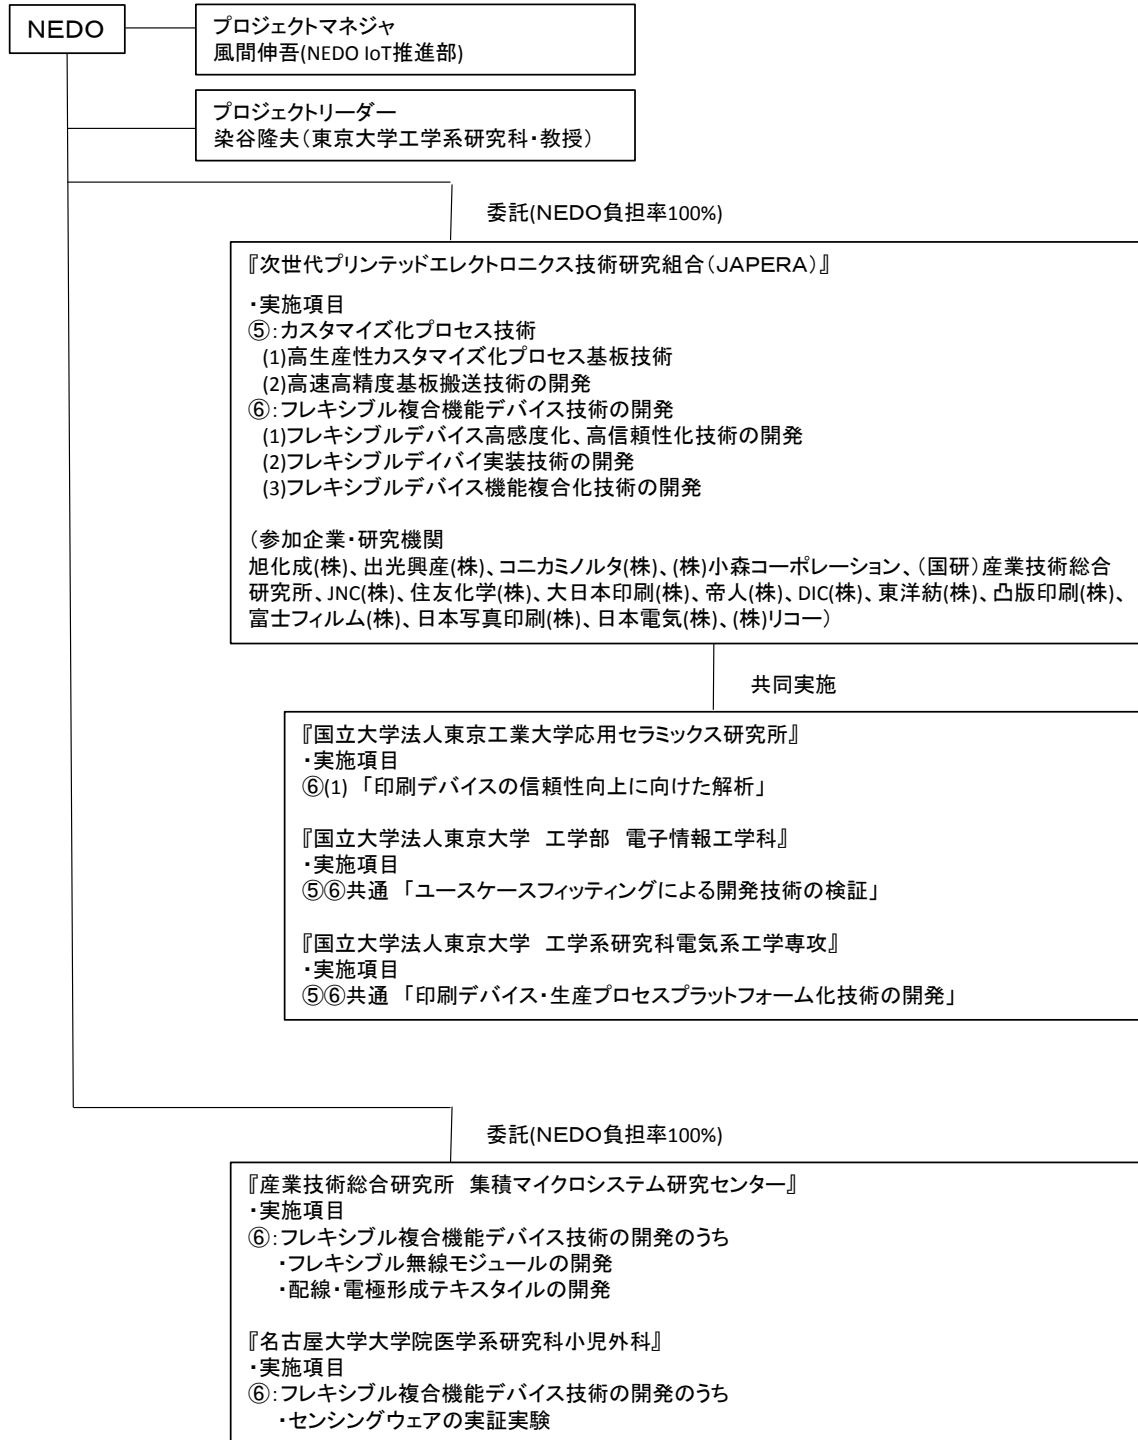 NEDO
プロジェクトマネジャ
風間伸吾(NEDO IoT推進部)
プロジェクトリーダー
染谷隆夫（東京大学工学系研究科・教授）
委託(NEDO負担率100%)
『次世代プリンテッドエレクトロニクス技術研究組合（JAPERA）』
・実施項目
⑤：カスタマイズ化プロセス技術
(1)高生産性カスタマイズ化プロセス基板技術
(2)高速高精度基板搬送技術の開発
⑥：フレキシブル複合機能デバイス技術の開発
(1)フレキシブルデバイス高感度化、高信頼性化技術の開発
(2)フレキシブルデイバイ実装技術の開発
(3)フレキシブルデバイス機能複合化技術の開発
（参加企業・研究機関
旭化成(株)、出光興産(株)、コニカミノルタ(株)、(株)小森コーポレーション、（国研）産業技術総合
研究所、JNC(株)、住友化学(株)、大日本印刷(株)、帝人(株)、DIC(株)、東洋紡(株)、凸版印刷(株)、
富士フィルム(株)、日本写真印刷(株)、日本電気(株)、(株)リコー）
共同実施
『国立大学法人東京工業大学応用セラミックス研究所』
・実施項目
⑥(1) 「印刷デバイスの信頼性向上に向けた解析」
『国立大学法人東京大学　工学部　電子情報工学科』
・実施項目
⑤⑥共通 「ユースケースフィッティングによる開発技術の検証」
『国立大学法人東京大学　工学系研究科電気系工学専攻』
・実施項目
⑤⑥共通 「印刷デバイス・生産プロセスプラットフォーム化技術の開発」
委託(NEDO負担率100%)
『産業技術総合研究所　集積マイクロシステム研究センター』
・実施項目
⑥：フレキシブル複合機能デバイス技術の開発のうち
・フレキシブル無線モジュールの開発
・配線・電極形成テキスタイルの開発
『名古屋大学大学院医学系研究科小児外科』
・実施項目
⑥：フレキシブル複合機能デバイス技術の開発のうち
・センシングウェアの実証実験